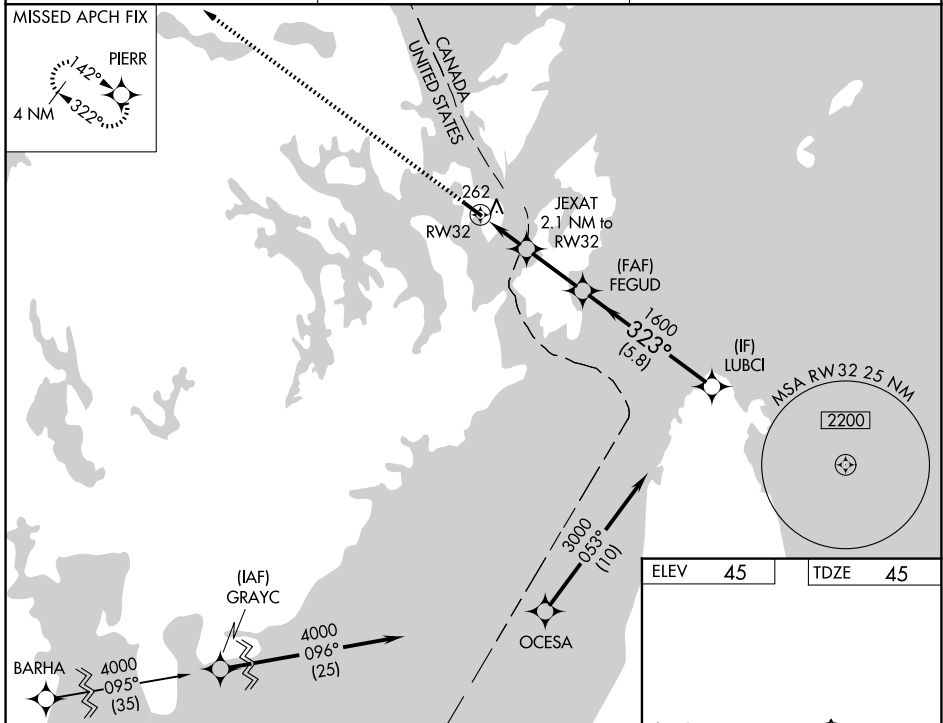 MISSED APCH FIX
PIERR
142°
322°
4 NM
CANADA
UNITED STATES
262
RW32
JEXAT
2.1 NM to
RW32
(FAF)
FEGUD
1600
323°
(5.8)
(IF)
LUBCI
MSA RW32 25 NM
2200
3000
053°
(10)
OCESA
(IAF)
GRAYC
4000
096°
(25)
BARHA
4000
095°
(35)
ELEV 45
TDZE 45